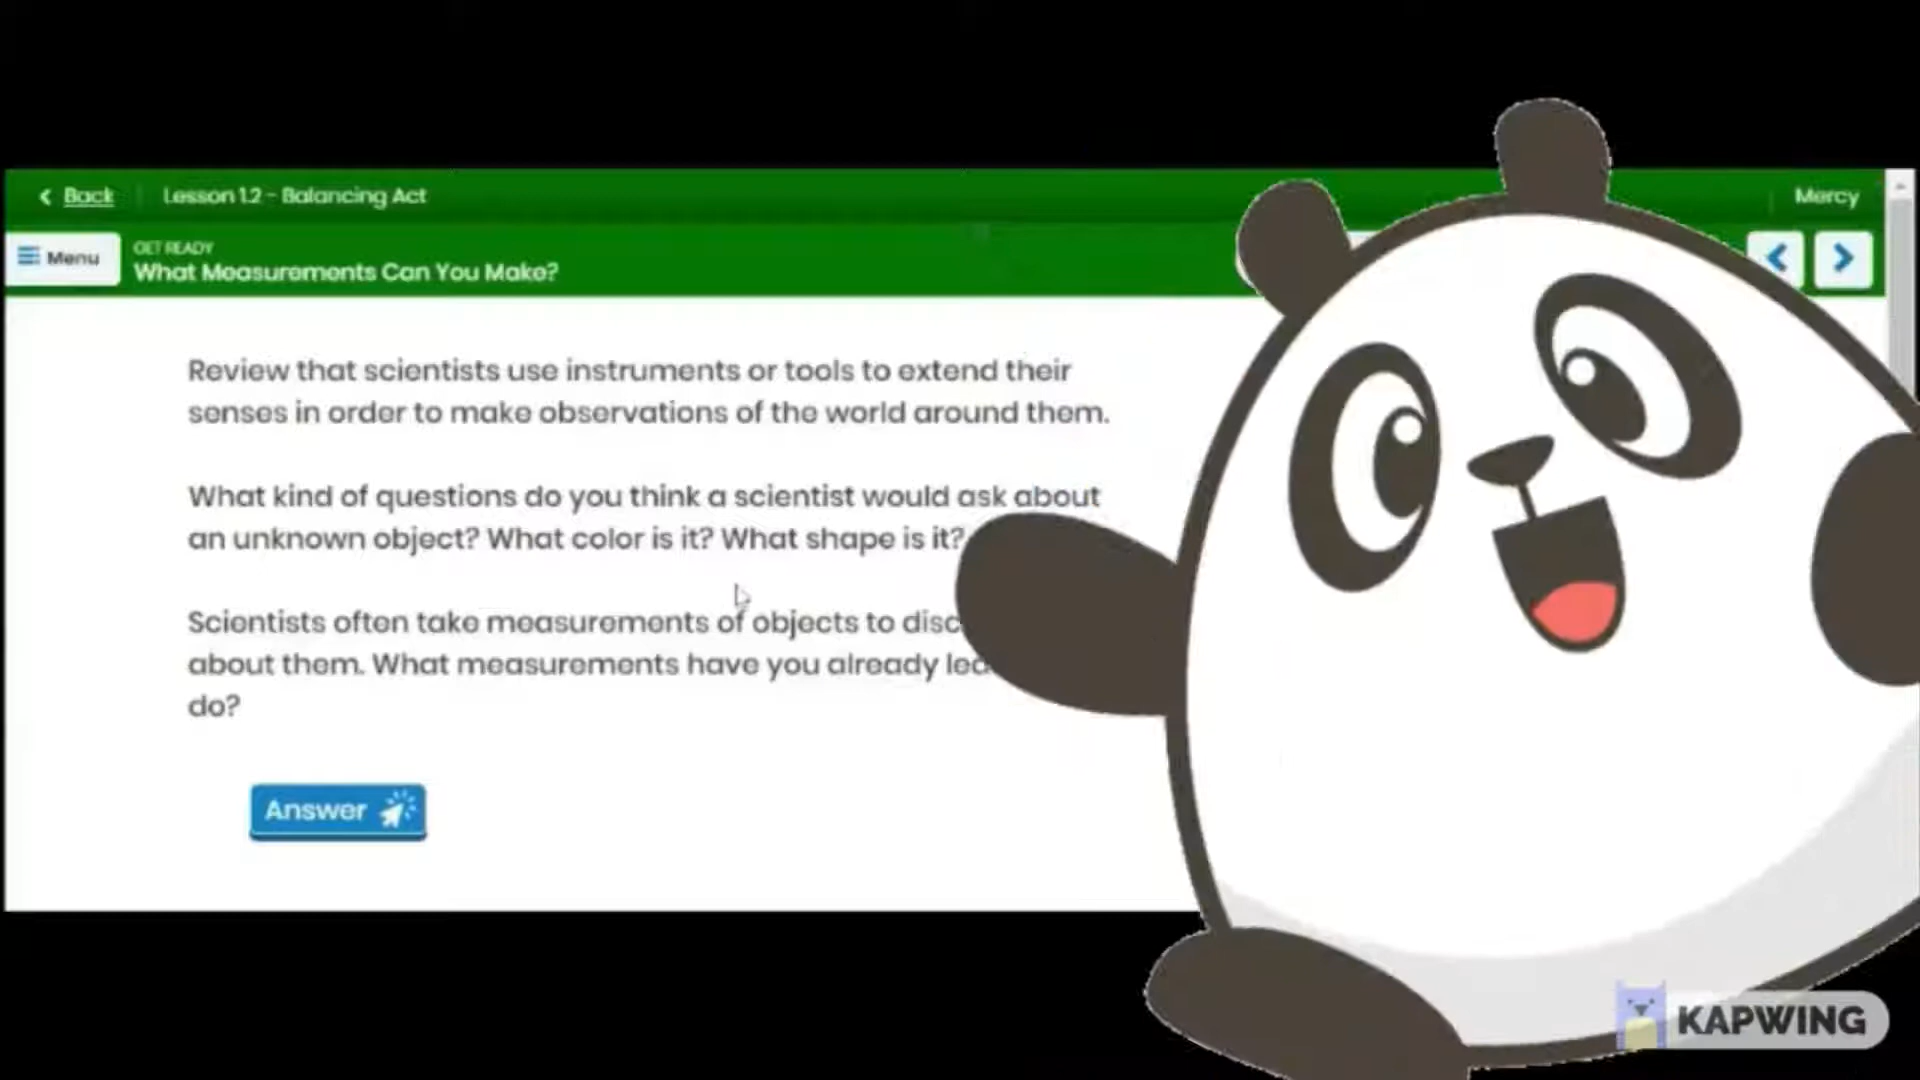 Back
Lesson 1.2 - Balancing Act
Mercy
Menu
GET READY
What Measurements Can You Make?
Review that scientists use instruments or tools to extend their
senses in order to make observations of the world around them.
What kind of questions do you think a scientist would ask about
an unknown object? What color is it? What shape is it?
Scientists often take measurements of objects to
about them. What measurements have you already
do?
Answer
KAPWING